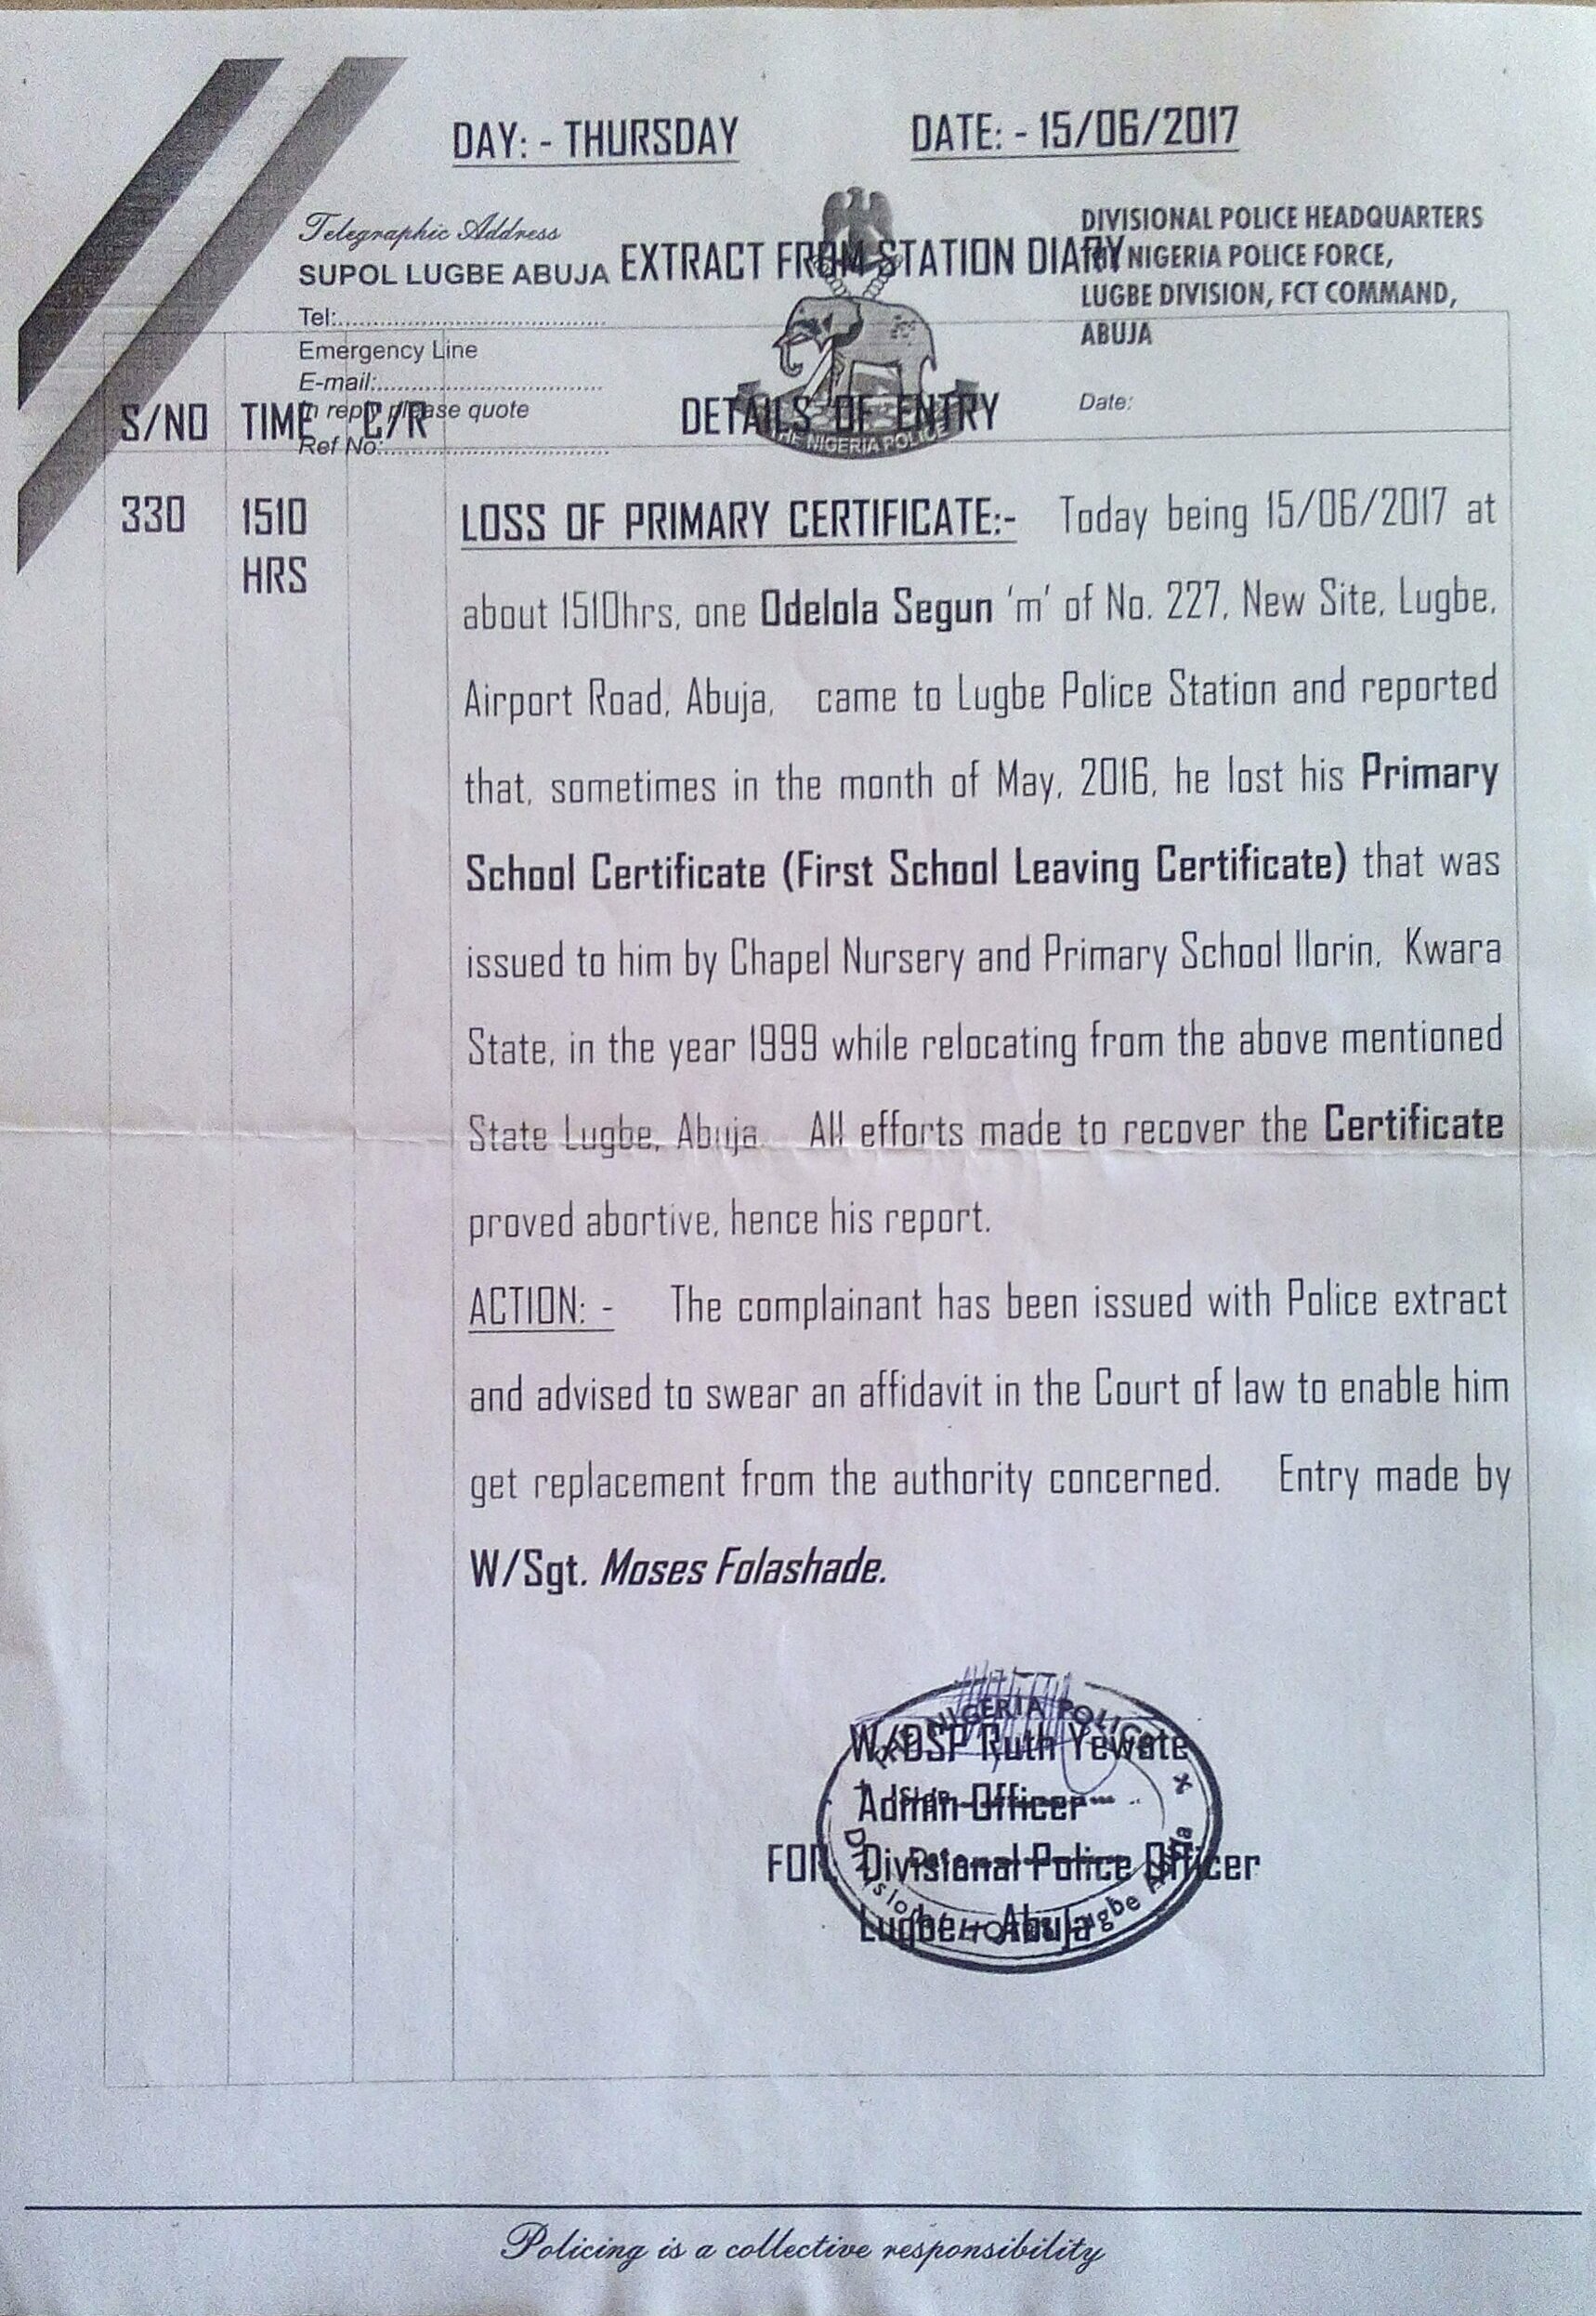 DAY: - THURSDAY DATE: - 15/06/2017
Telegraphic Address
SUPOL LUGBE ABUJA
Tel:
Emergency Line
E-mail:
In reply please quote
Ref No:
EXTRACT FROM STATION DIARY
THE NIGERIA POLICE
DIVISIONAL POLICE HEADQUARTERS
NIGERIA POLICE FORCE,
LUGBE DIVISION, FCT COMMAND,
ABUJA
Date:
S/NO TIME C/R DETAILS OF ENTRY
330 1510
HRS
LOSS OF PRIMARY CERTIFICATE:- Today being 15/06/2017 at
about 1510hrs, one Odelola Segun 'm' of No. 227, New Site, Lugbe,
Airport Road, Abuja, came to Lugbe Police Station and reported
that, sometimes in the month of May, 2016, he lost his Primary
School Certificate (First School Leaving Certificate) that was
issued to him by Chapel Nursery and Primary School Ilorin, Kwara
State, in the year 1999 while relocating from the above mentioned
State Lugbe, Abuja. All efforts made to recover the Certificate
proved abortive, hence his report.
ACTION: - The complainant has been issued with Police extract
and advised to swear an affidavit in the Court of law to enable him
get replacement from the authority concerned. Entry made by
W/Sgt. Moses Folashade.
NIGERIA POLICE
W/DSP Ruth Yewate
Admin Officer
FOR: Divisional Police Officer
Lugbe - Abuja
Policing is a collective responsibility